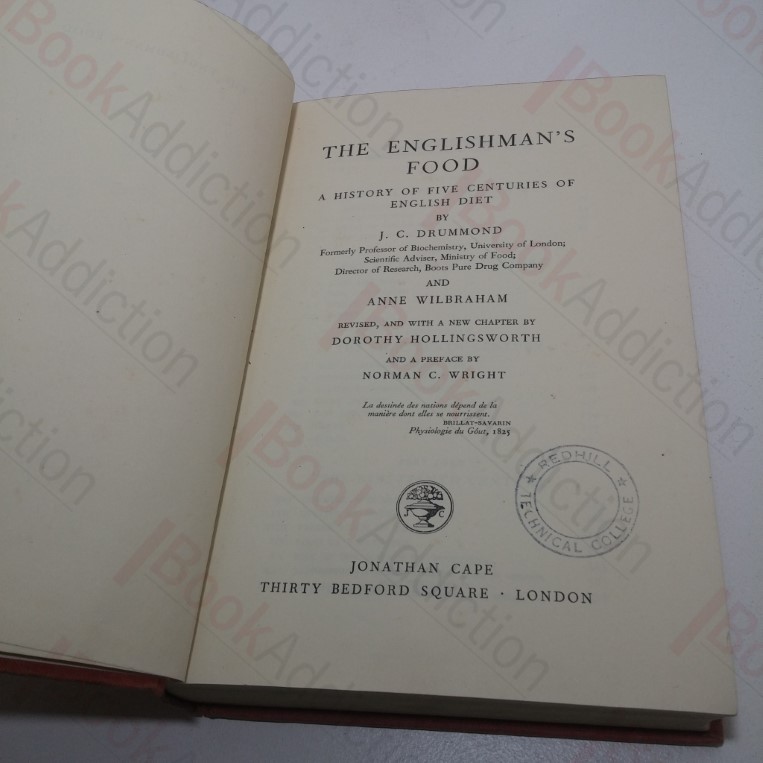 THE ENGLISHMAN'S
FOOD
A HISTORY OF FIVE CENTURIES OF
ENGLISH DIET
BY
J. C. DRUMMOND
Formerly Professor of Biochemistry, University of London;
Scientific Adviser, Ministry of Food;
Director of Research, Boots Pure Drug Company
AND
ANNE WILBRAHAM
REVISED, AND WITH A NEW CHAPTER BY
DOROTHY HOLLINGSWORTH
AND A PREFACE BY
NORMAN C. WRIGHT
La destinée des nations dépend de la
manière dont elles se nourrissent.
BRILLAT-SAVARIN
Physiologie du Gôut, 1825
REDHILL
TECHNICAL COLLEGE
J C
JONATHAN CAPE
THIRTY BEDFORD SQUARE · LONDON
BookAddiction